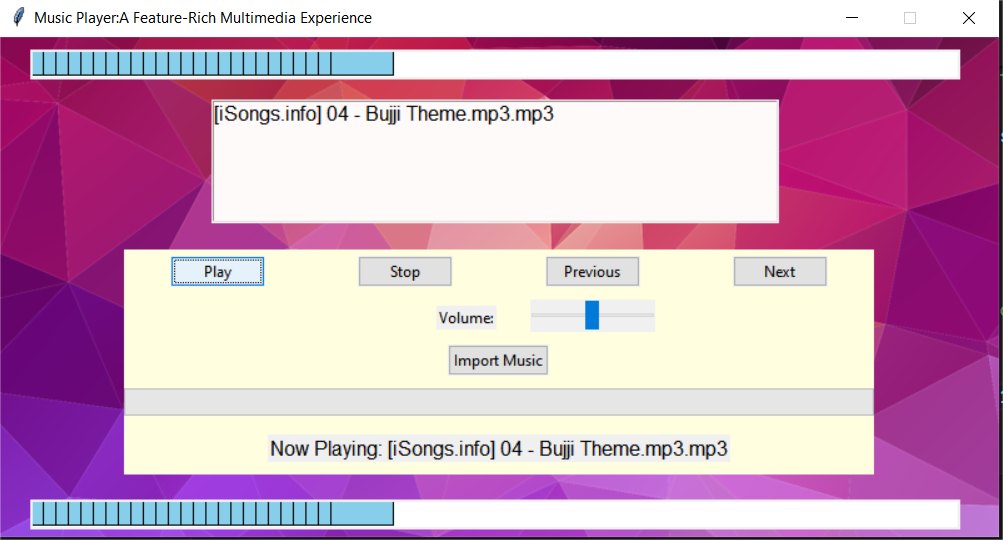 Music Player:A Feature-Rich Multimedia Experience
[iSongs.info] 04 - Bujji Theme.mp3.mp3
Play Stop Previous Next
Volume:
Import Music
Now Playing: [iSongs.info] 04 - Bujji Theme.mp3.mp3